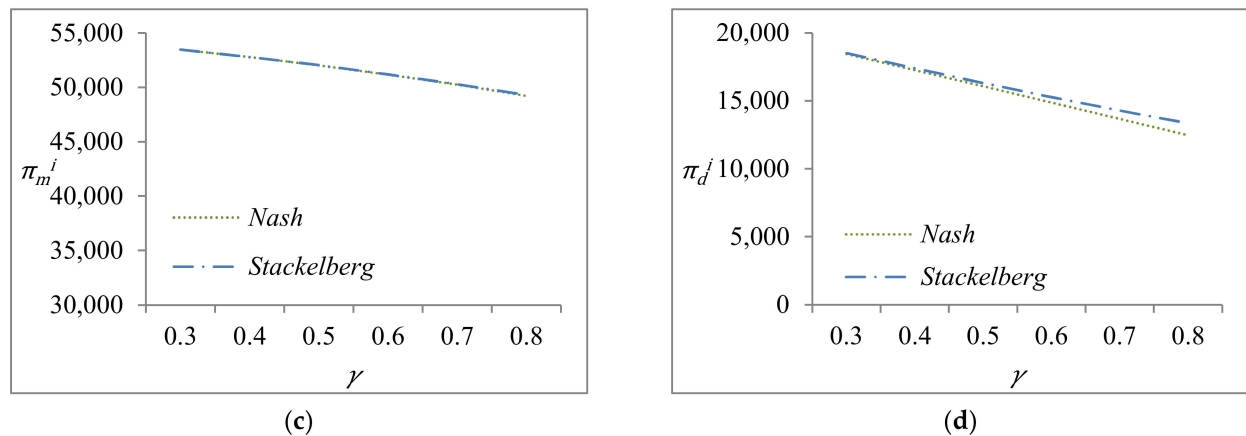 55,000
50,000
45,000
π_m^i
40,000
35,000
30,000
Nash
Stackelberg
0.3 0.4 0.5 0.6 0.7 0.8
γ
(c)
20,000
15,000
π_d^i
10,000
5,000
0
Nash
Stackelberg
0.3 0.4 0.5 0.6 0.7 0.8
γ
(d)